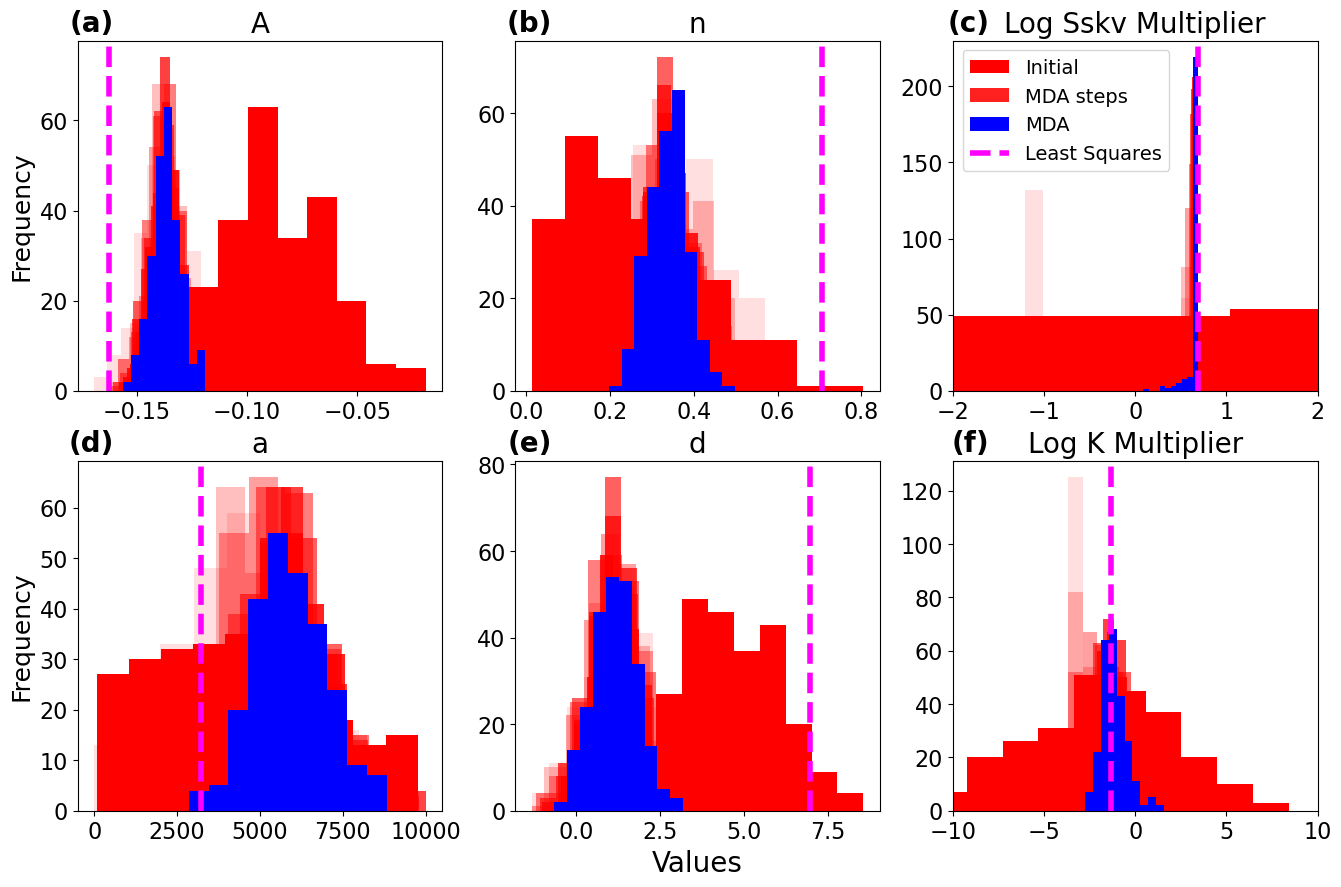 (a) A
(b) n
(c) Log Sskv Multiplier
Frequency
60
40
20
0
−0.15 −0.10 −0.05
60
40
20
0
0.0 0.2 0.4 0.6 0.8
200
150
100
50
0
−2 −1 0 1 2
Initial
MDA steps
MDA
Least Squares
(d) a
(e) d
(f) Log K Multiplier
Frequency
60
50
40
30
20
10
0
0 2500 5000 7500 10000
80
60
40
20
0
0.0 2.5 5.0 7.5
Values
120
100
80
60
40
20
0
−10 −5 0 5 10